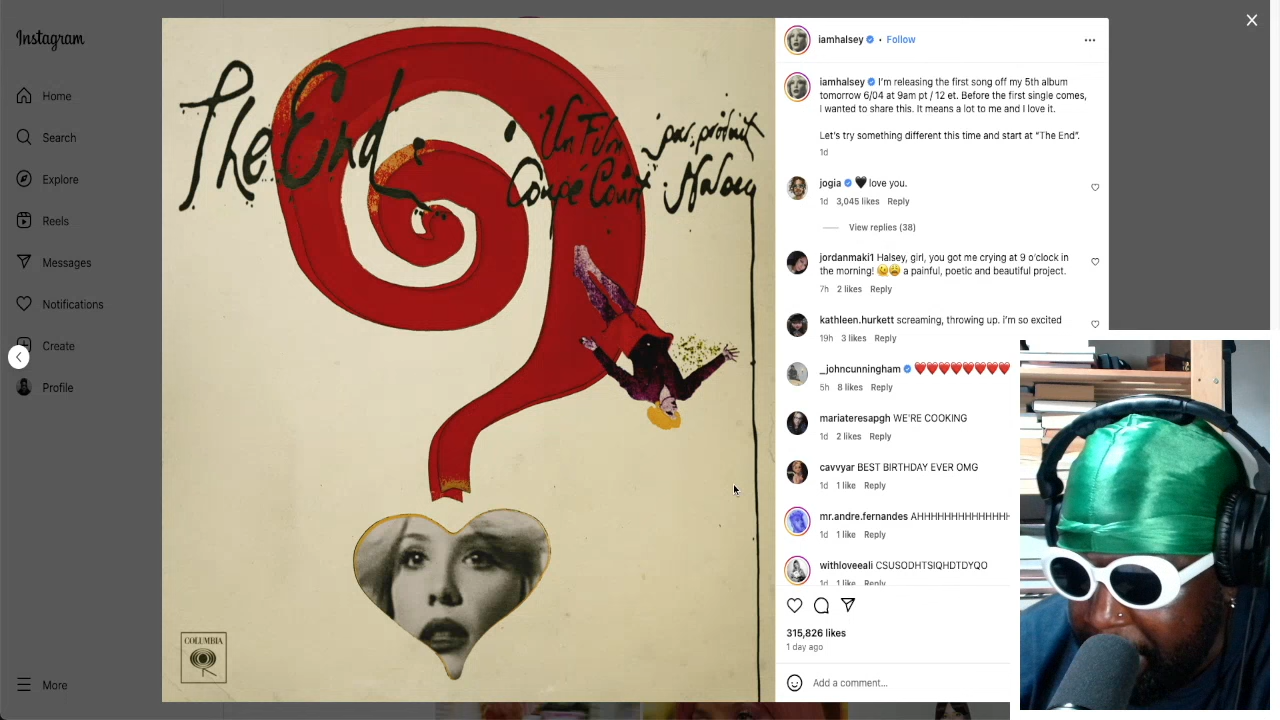 Instagram
Home
Search
Explore
Reels
Messages
Notifications
Create
Profile
More
The End
Un Film par. produit
Coupé Court Halsey
COLUMBIA
iamhalsey • Follow
iamhalsey I'm releasing the first song off my 5th album
tomorrow 6/04 at 9am pt / 12 et. Before the first single comes,
I wanted to share this. It means a lot to me and I love it.
Let's try something different this time and start at “The End”.
1d
jogia 🖤 love you.
1d 3,045 likes Reply
View replies (38)
jordanmaki1 Halsey, girl, you got me crying at 9 o'clock in
the morning! 🫠😩 a painful, poetic and beautiful project.
7h 2 likes Reply
kathleen.hurkett screaming, throwing up. i'm so excited
19h 3 likes Reply
_johncunningham ❤️❤️❤️❤️❤️❤️❤️❤️
5h 8 likes Reply
mariateresapgh WE'RE COOKING
1d 2 likes Reply
cavvyar BEST BIRTHDAY EVER OMG
1d 1 like Reply
mr.andre.fernandes AHHHHHHHHHHHHHH
1d 1 like Reply
withloveeali CSUSODHTSIQHDTDYQO
1d 1 like Reply
315,826 likes
1 day ago
Add a comment...